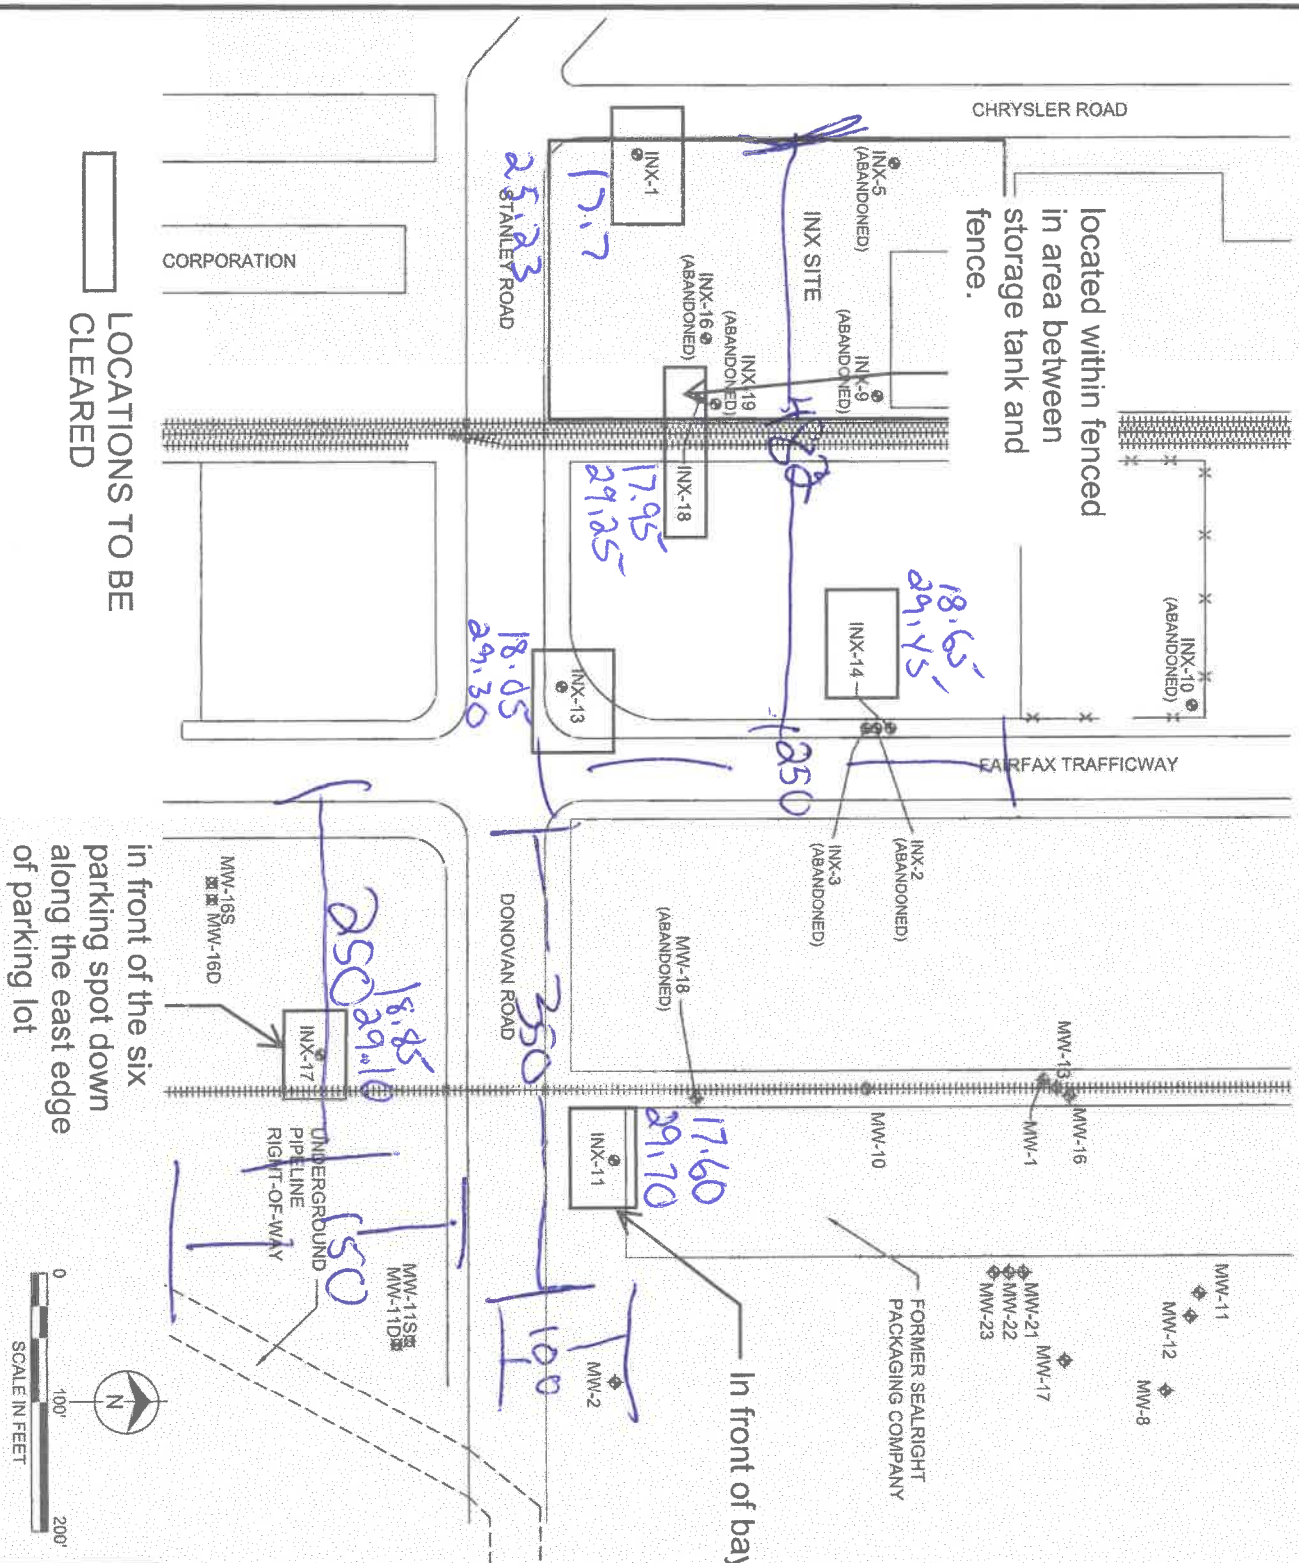 CHRYSLER ROAD
located within fenced
in area between
storage tank and
fence.
INX-5
(ABANDONED)
INX SITE
INX-1
17.7
25.23
STANLEY ROAD
CORPORATION
INX-16
(ABANDONED)
INX-19
(ABANDONED)
INX-9
(ABANDONED)
LOCATIONS TO BE
CLEARED
INX-18
17.95
29.25
INX-10
(ABANDONED)
18.65
29.45
INX-14
INX-13
18.05
29.30
250
FAIRFAX TRAFFICWAY
INX-2
(ABANDONED)
INX-3
(ABANDONED)
MW-18
(ABANDONED)
DONOVAN ROAD
350
MW-16S
MW-16D
in front of the six
parking spot down
along the east edge
of parking lot
250
18.85
29.10
INX-17
MW-13
MW-16
MW-1
MW-10
17.60
29.70
INX-11
UNDERGROUND
PIPELINE
RIGHT-OF-WAY
150
MW-11S
MW-11D
100
MW-2
In front of bay
FORMER SEALRIGHT
PACKAGING COMPANY
MW-21
MW-22
MW-23
MW-17
MW-11
MW-12
MW-8
N
0 100' 200'
SCALE IN FEET